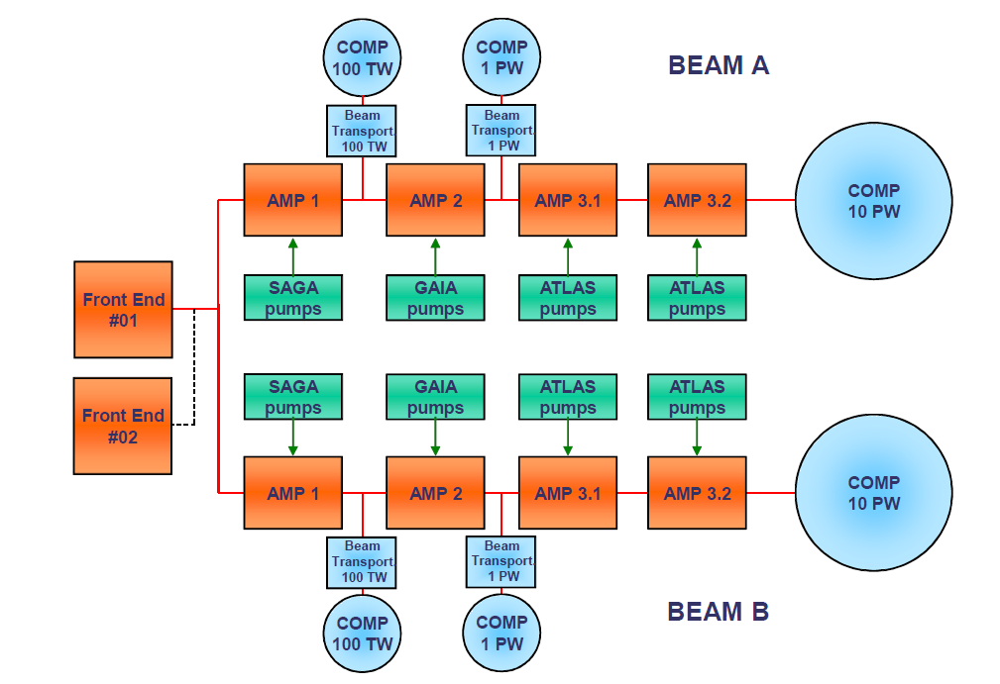 COMP
100 TW
COMP
1 PW
BEAM A
Beam
Transport.
100 TW
Beam
Transport.
1 PW
AMP 1
AMP 2
AMP 3.1
AMP 3.2
COMP
10 PW
Front End
#01
SAGA
pumps
GAIA
pumps
ATLAS
pumps
ATLAS
pumps
Front End
#02
SAGA
pumps
GAIA
pumps
ATLAS
pumps
ATLAS
pumps
AMP 1
AMP 2
AMP 3.1
AMP 3.2
COMP
10 PW
Beam
Transport.
100 TW
Beam
Transport.
1 PW
COMP
100 TW
COMP
1 PW
BEAM B